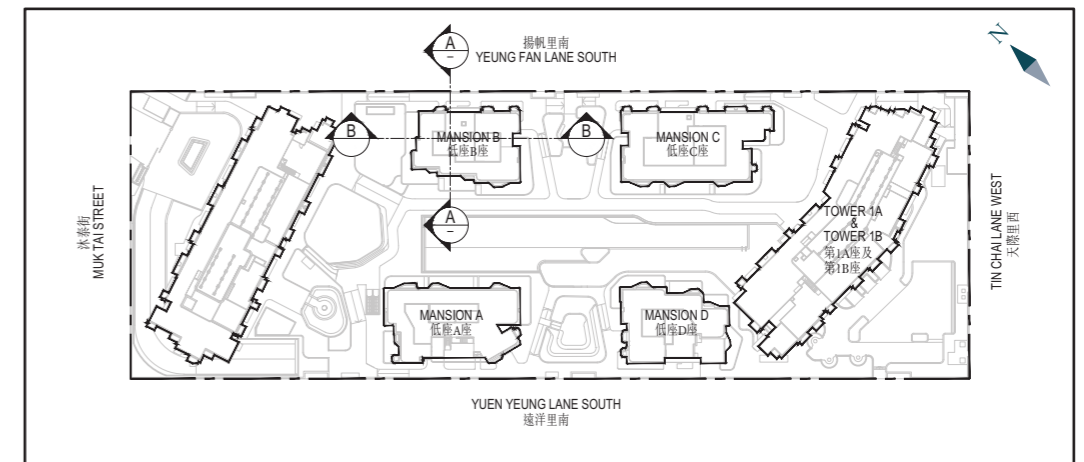 N
A
–
揚帆里南
YEUNG FAN LANE SOUTH
B
MANSION B
低座B座
B
MANSION C
低座C座
沐泰街
MUK TAI STREET
A
–
TOWER 1A
&
TOWER 1B
第1A座及
第1B座
TIN CHAI LANE WEST
天際里西
MANSION A
低座A座
MANSION D
低座D座
YUEN YEUNG LANE SOUTH
遠洋里南